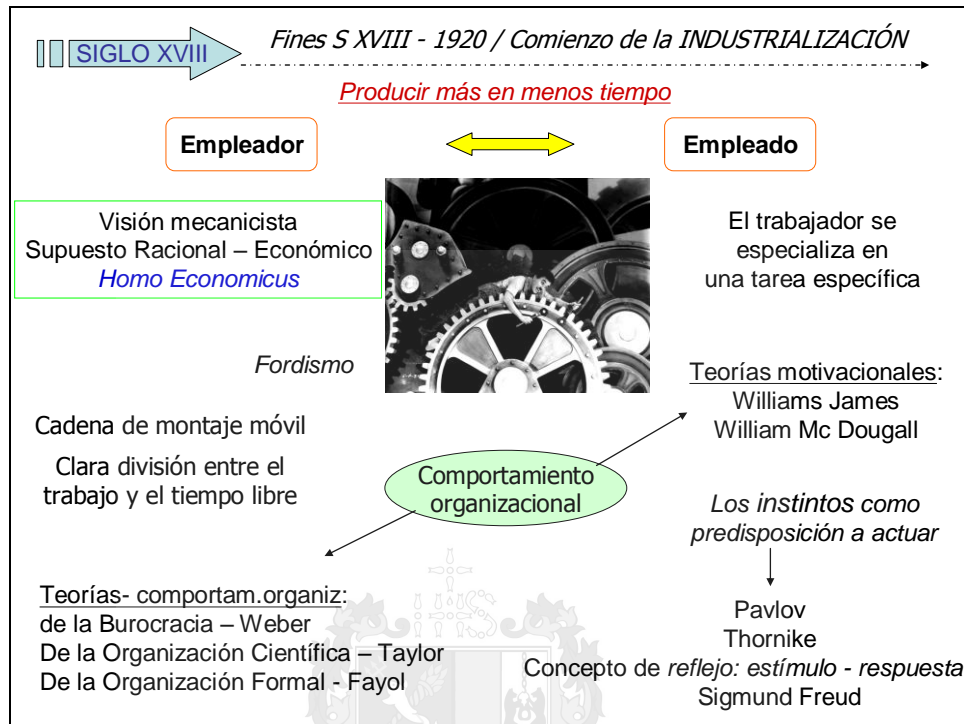 SIGLO XVIII
Fines S XVIII - 1920 / Comienzo de la INDUSTRIALIZACIÓN
Producir más en menos tiempo
Empleador
Empleado
Visión mecanicista
Supuesto Racional – Económico
Homo Economicus
El trabajador se
especializa en
una tarea específica
Fordismo
Cadena de montaje móvil
Clara división entre el
trabajo y el tiempo libre
Comportamiento
organizacional
Teorías motivacionales:
Williams James
William Mc Dougall
Los instintos como
predisposición a actuar
Teorías- comportam.organiz:
de la Burocracia – Weber
De la Organización Científica – Taylor
De la Organización Formal - Fayol
Pavlov
Thornike
Concepto de reflejo: estímulo - respuesta
Sigmund Freud